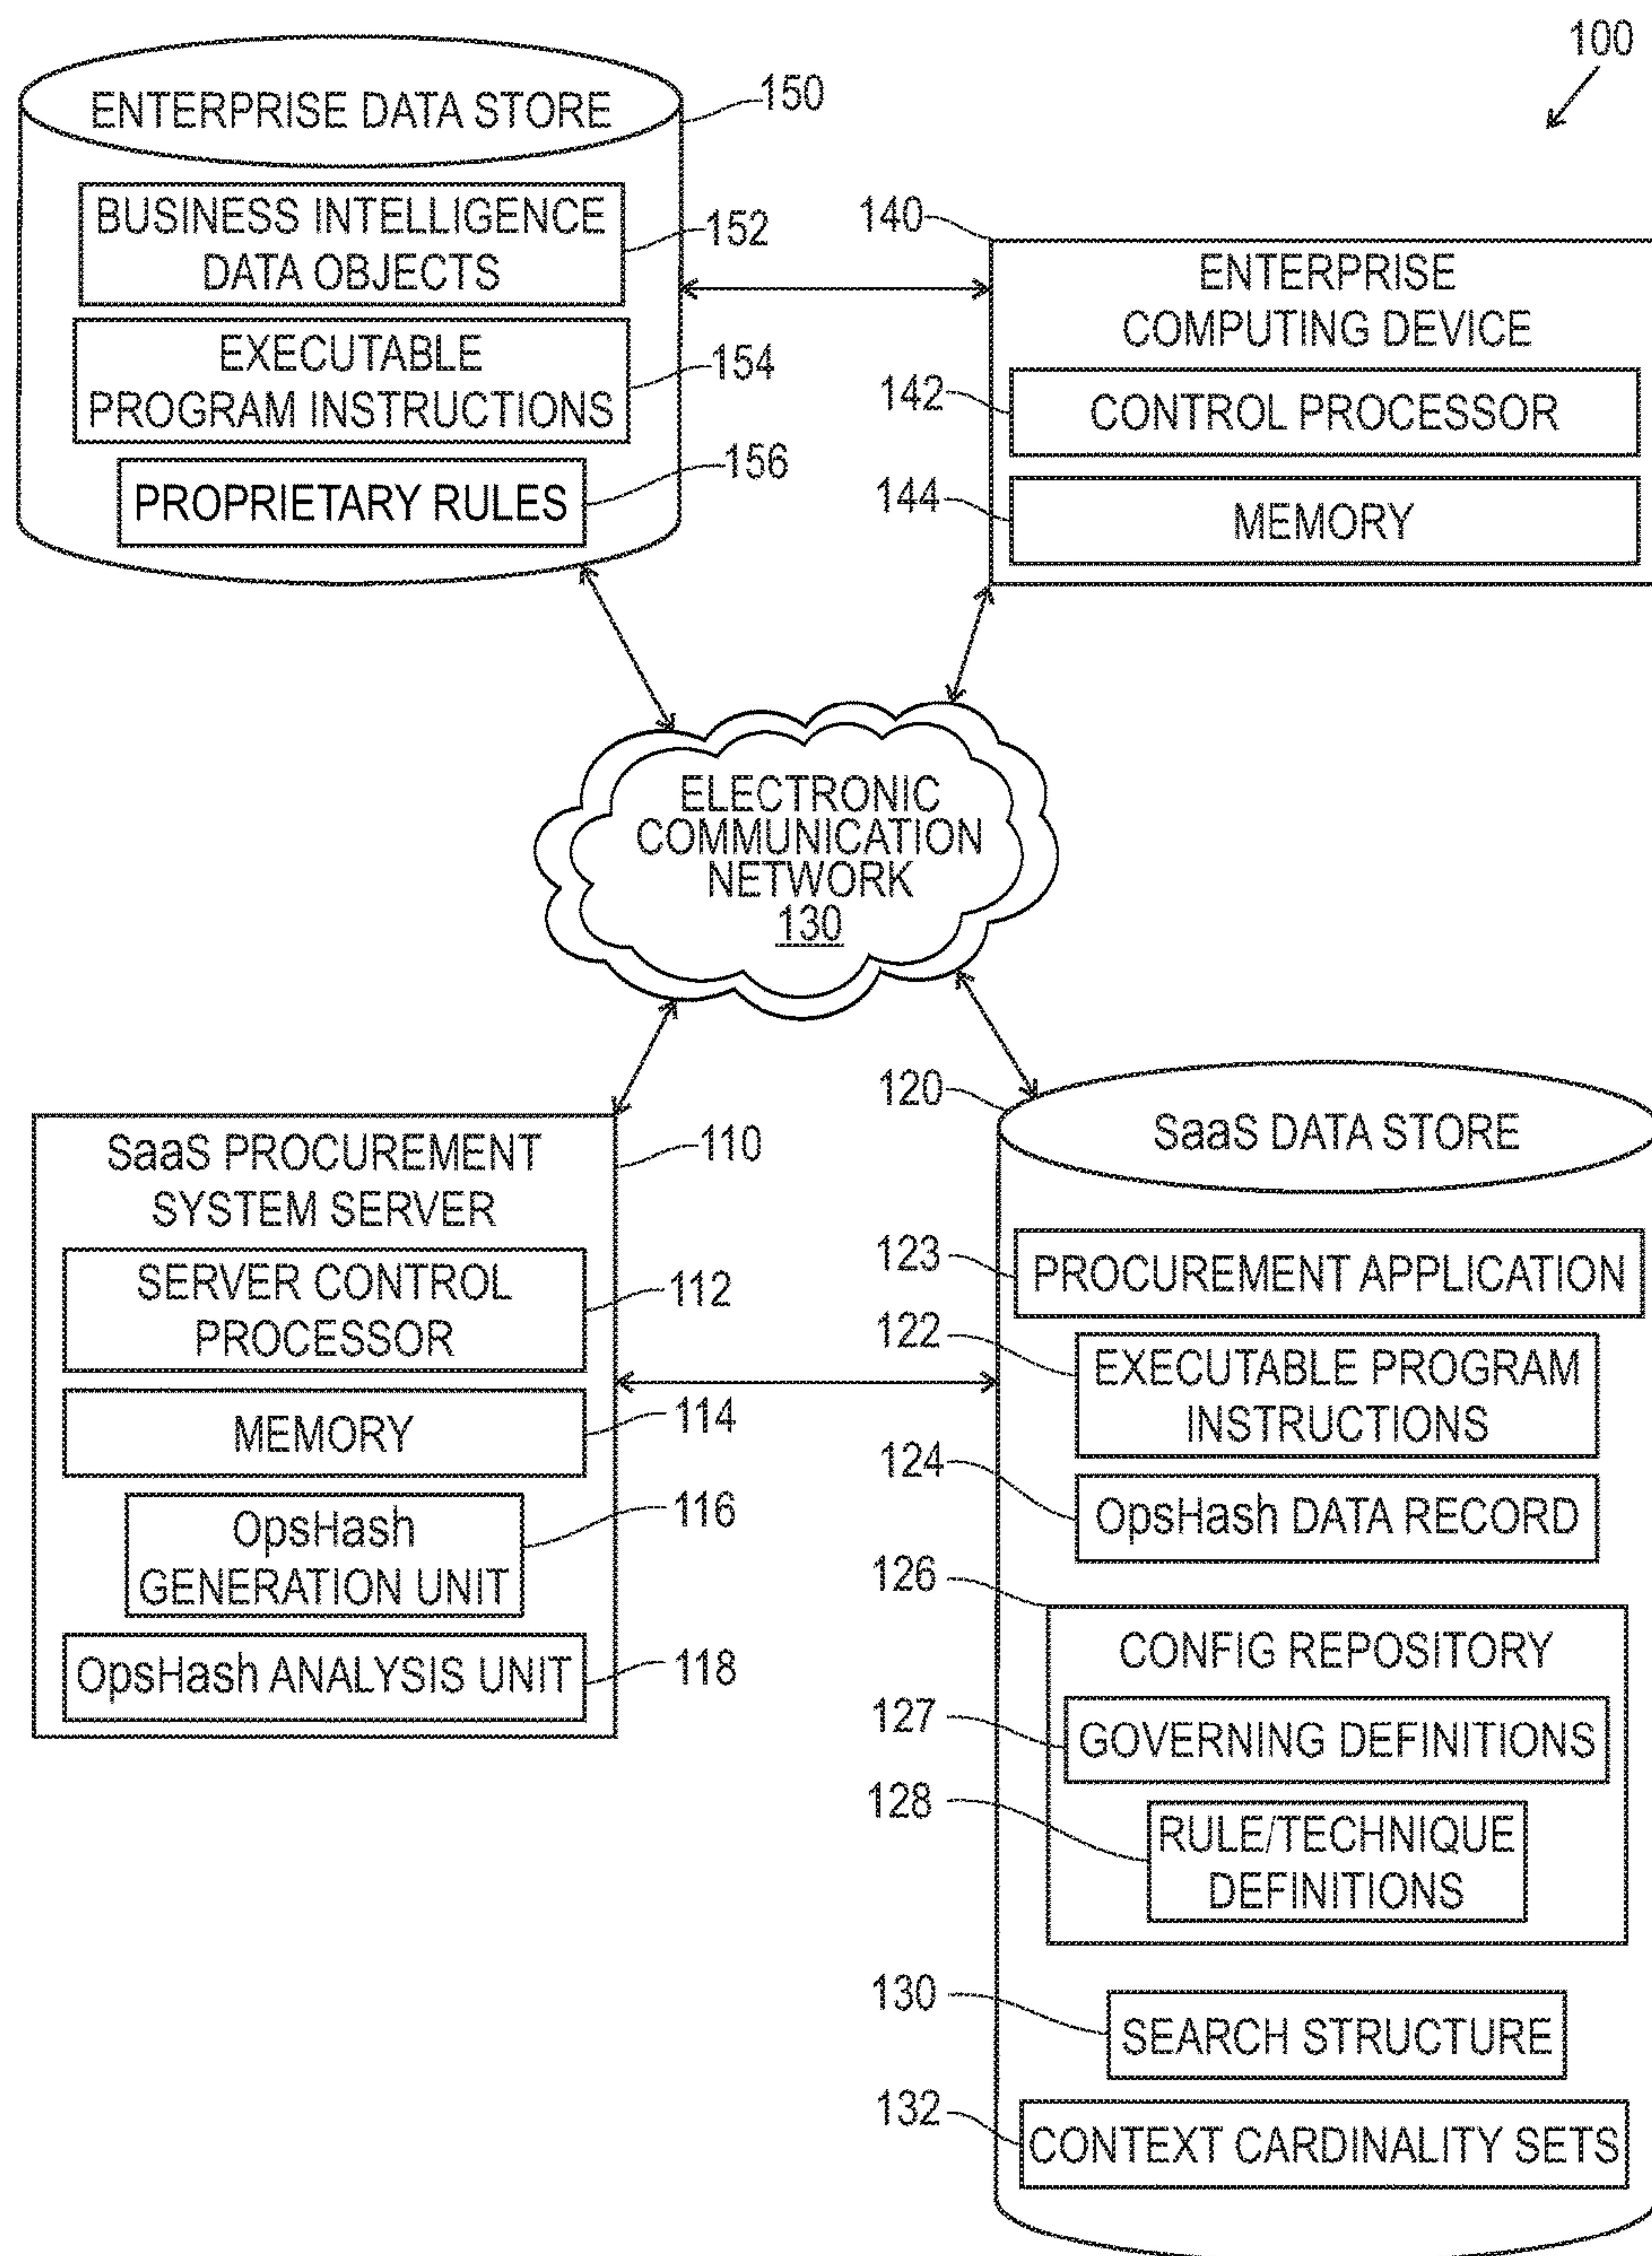 100
ENTERPRISE DATA STORE
150
BUSINESS INTELLIGENCE
DATA OBJECTS
152
EXECUTABLE
PROGRAM INSTRUCTIONS
154
PROPRIETARY RULES
156
140
ENTERPRISE
COMPUTING DEVICE
142
CONTROL PROCESSOR
144
MEMORY
ELECTRONIC
COMMUNICATION
NETWORK
130
SaaS PROCUREMENT
SYSTEM SERVER
110
SERVER CONTROL
PROCESSOR
112
MEMORY
114
OpsHash
GENERATION UNIT
116
OpsHash ANALYSIS UNIT
118
120
SaaS DATA STORE
123
PROCUREMENT APPLICATION
122
EXECUTABLE PROGRAM
INSTRUCTIONS
124
OpsHash DATA RECORD
126
CONFIG REPOSITORY
127
GOVERNING DEFINITIONS
128
RULE/TECHNIQUE
DEFINITIONS
130
SEARCH STRUCTURE
132
CONTEXT CARDINALITY SETS